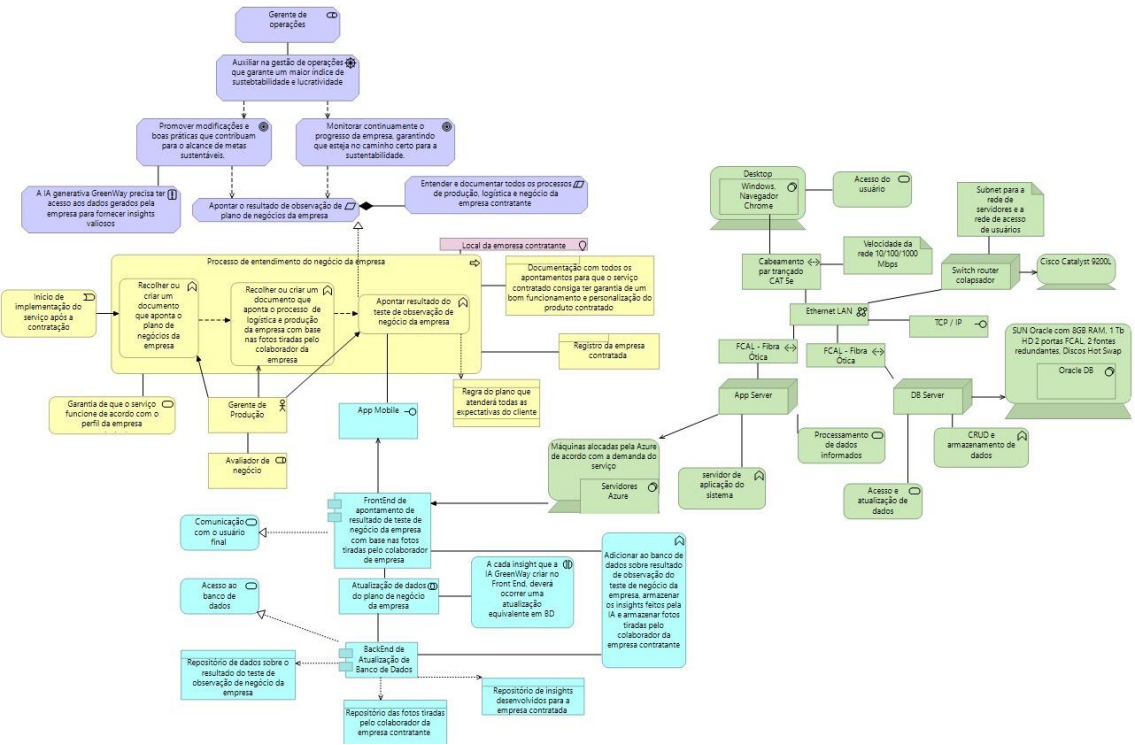 Gerente de
operações
Auxiliar na gestão de operações
que garante um maior índice de
sustebtabilidade e lucratividade
Promover modificações e
boas práticas que contribuam
para o alcance de metas
sustentáveis.
Monitorar continuamente o
progresso da empresa, garantindo
que esteja no caminho certo para a
sustentabilidade.
A IA generativa GreenWay precisa ter
acesso aos dados gerados pela
empresa para fornecer insights
valiosos
Apontar o resultado de observação de
plano de negócios da empresa
Entender e documentar todos os processos
de produção, logística e negócio da
empresa contratante
Local da empresa contratante
Processo de entendimento do negócio da empresa
Início de
implementação do
serviço após a
contratação
Recolher ou
criar um
documento
que aponta o
plano de
negócios da
empresa
Recolher ou criar um
documento que
aponta o processo de
logística e produção
da empresa com base
nas fotos tiradas pelo
colaborador da
empresa
Apontar resultado do
teste de observação de
negócio da empresa
Documentação com todos os
apontamentos para que o serviço
contratado consiga ter garantia de um
bom funcionamento e personalização do
produto contratado
Registro da empresa
contratada
Regra do plano que
atenderá todas as
expectativas do cliente
Garantia de que o serviço
funcione de acordo com o
perfil da empresa
Gerente de
Produção
Avaliador de
negócio
App Mobile
FrontEnd de
apontamento de
resultado de teste de
negócio da empresa
com base nas fotos
tiradas pelo colaborador
de empresa
Comunicação
com o usuário
final
Atualização de dados
do plano de negócio
da empresa
A cada insight que a
IA GreenWay criar no
Front End, deverá
ocorrer uma
atualização
equivalente em BD
Adicionar ao banco de
dados sobre resultado
de observação do
teste de negócio da
empresa, armazenar
os insights feitos pela
IA e armazenar fotos
tiradas pelo
colaborador da
empresa contratante
Acesso ao
banco de
dados
BackEnd de
Atualização de
Banco de Dados
Repositório de dados sobre o
resultado do teste de
observação de negócio da
empresa
Repositório das fotos tiradas
pelo colaborador da
empresa contratante
Repositório de insights
desenvolvidos para a
empresa contratada
Desktop
Windows,
Navegador
Chrome
Acesso do
usuário
Subnet para a
rede de
servidores e a
rede de acesso
de usuários
Cabeamento
par trançado
CAT 5e
Velocidade da
rede 10/100/1000
Mbps
Switch router
colapsador
Cisco Catalyst 9200L
Ethernet LAN
TCP / IP
FCAL - Fibra
Ótica
FCAL - Fibra
Ótica
SUN Oracle com 8GB RAM, 1 Tb
HD 2 portas FCAL, 2 fontes
redundantes, Discos Hot Swap
Oracle DB
App Server
DB Server
Máquinas alocadas pela Azure
de acordo com a demanda do
serviço
Servidores
Azure
servidor de
aplicação do
sistema
Processamento
de dados
informados
CRUD e
armazenamento de
dados
Acesso e
atualização de
dados